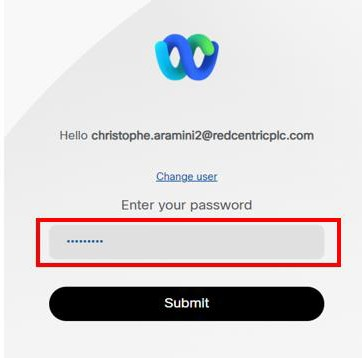 Hello christophe.aramini2@redcentricplc.com
Change user
Enter your password
•••••••••
Submit